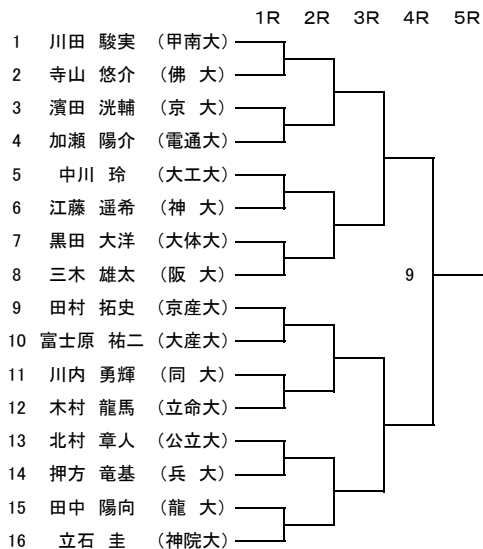 1R 2R 3R 4R 5R
1 川田 駿実 (甲南大)
2 寺山 悠介 (佛 大)
3 濱田 洸輔 (京 大)
4 加瀬 陽介 (電通大)
5 中川 玲 (大工大)
6 江藤 遥希 (神 大)
7 黒田 大洋 (大体大)
8 三木 雄太 (阪 大) 9
9 田村 拓史 (京産大)
10 富士原 祐二 (大産大)
11 川内 勇輝 (同 大)
12 木村 龍馬 (立命大)
13 北村 章人 (公立大)
14 押方 竜基 (兵 大)
15 田中 陽向 (龍 大)
16 立石 圭 (神院大)